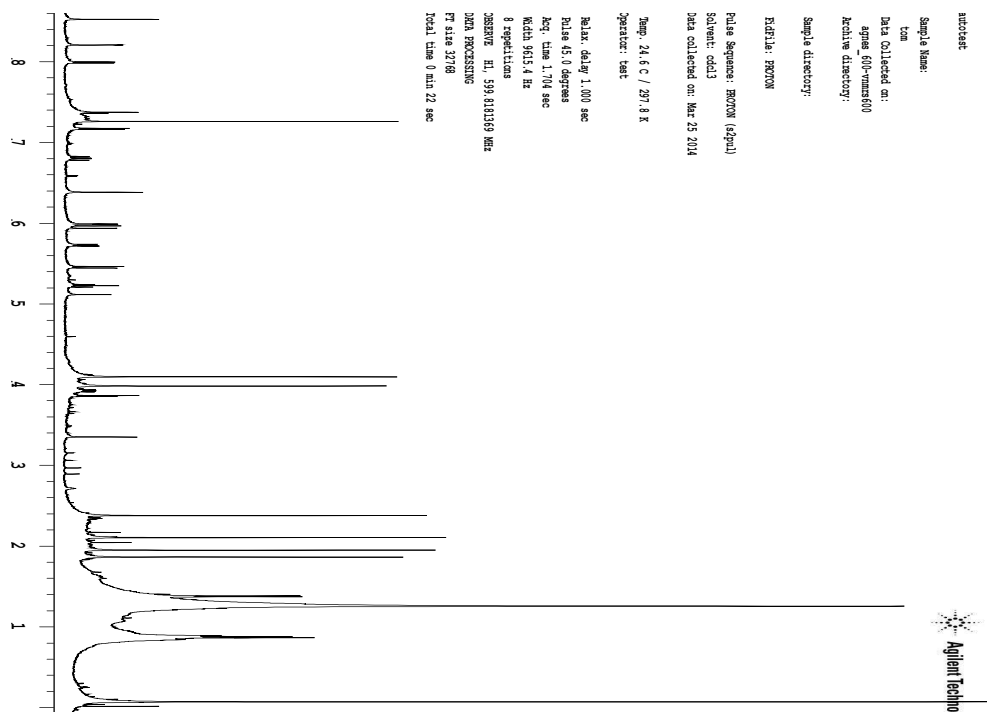 autotest
Sample Name:
tom
Data Collected on:
agnes_600-vnmrs600
Archive directory:
Sample directory:
FidFile: PROTON
Pulse Sequence: PROTON (s2pul)
Solvent: cdcl3
Data collected on: Mar 25 2014
Temp. 24.6 C / 297.8 K
Operator: test
Relax. delay 1.000 sec
Pulse 45.0 degrees
Acq. time 1.704 sec
Width 9615.4 Hz
8 repetitions
OBSERVE H1, 599.8181369 MHz
DATA PROCESSING
FT size 32768
Total time 0 min 22 sec
Agilent Techno
8
7
6
5
4
3
2
1